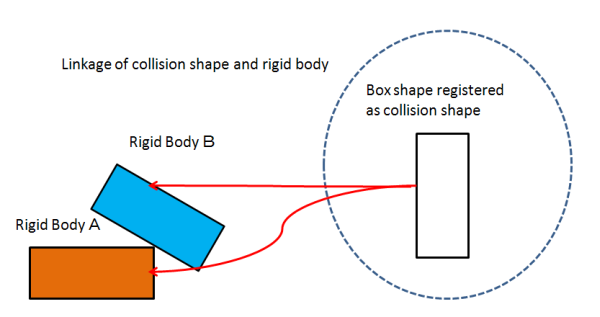 Linkage of collision shape and rigid body
Box shape registered
as collision shape
Rigid Body B
Rigid Body A